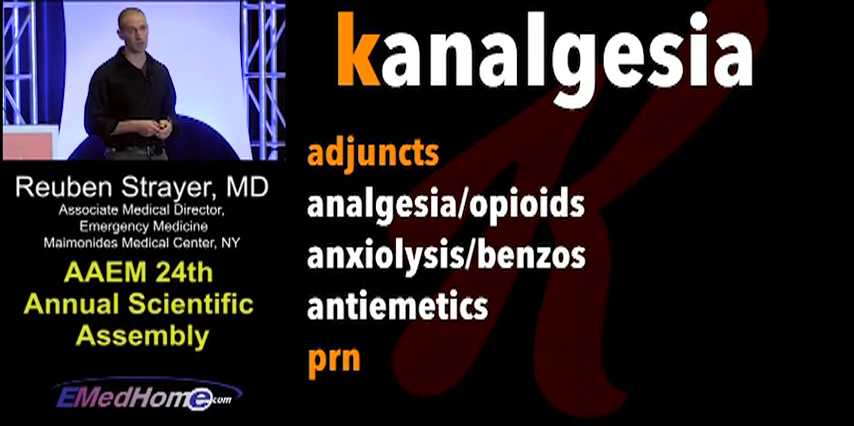 kanalgesia
adjuncts
analgesia/opioids
anxiolysis/benzos
antiemetics
prn
Reuben Strayer, MD
Associate Medical Director,
Emergency Medicine
Maimonides Medical Center, NY
AAEM 24th
Annual Scientific
Assembly
EMedHome.com